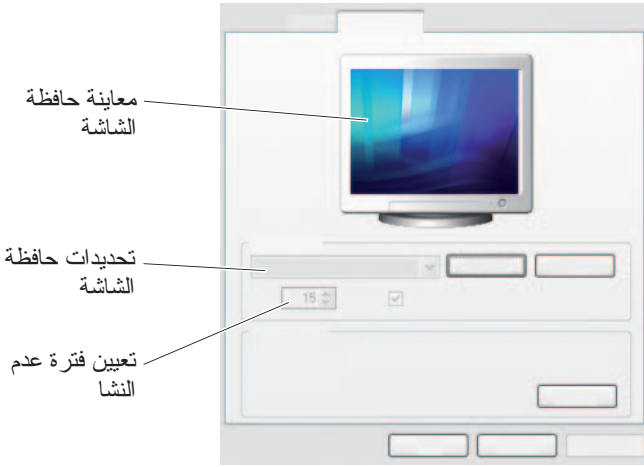 معاينة حافظة
الشاشة
تحديدات حافظة
الشاشة
15
تعيين فترة عدم
النشا